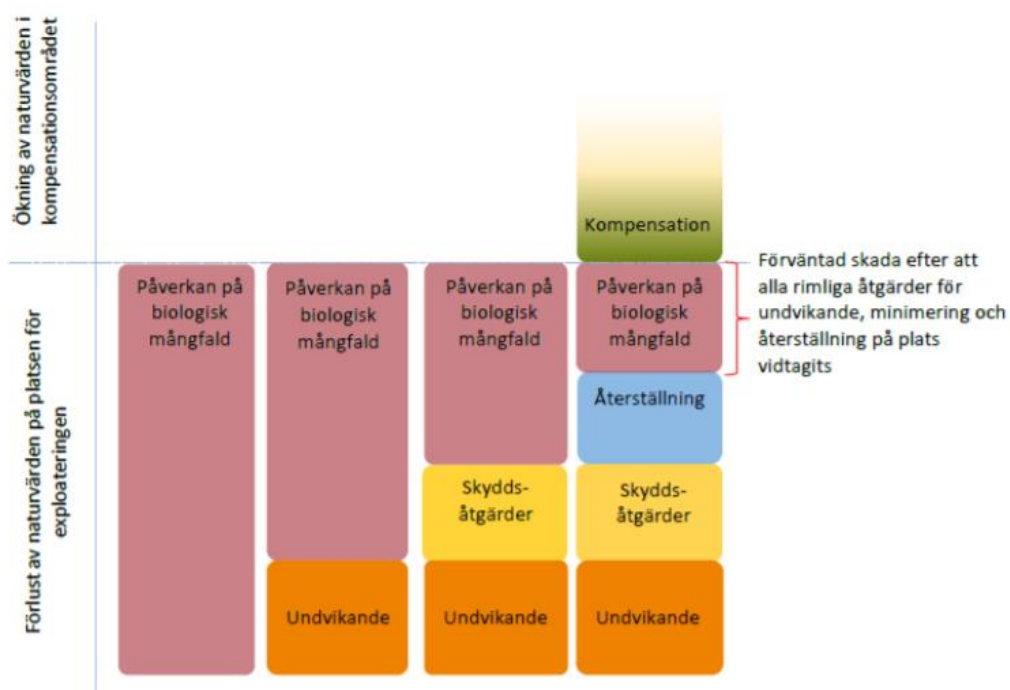 Ökning av naturvärden i
kompensationsområdet
Kompensation
Förlust av naturvärden på platsen för
exploateringen
Påverkan på
biologisk
mångfald
Påverkan på
biologisk
mångfald
Undvikande
Påverkan på
biologisk
mångfald
Skydds-
åtgärder
Undvikande
Påverkan på
biologisk
mångfald
Återställning
Skydds-
åtgärder
Undvikande
Förväntad skada efter att
alla rimliga åtgärder för
undvikande, minimering och
återställning på plats
vidtagits